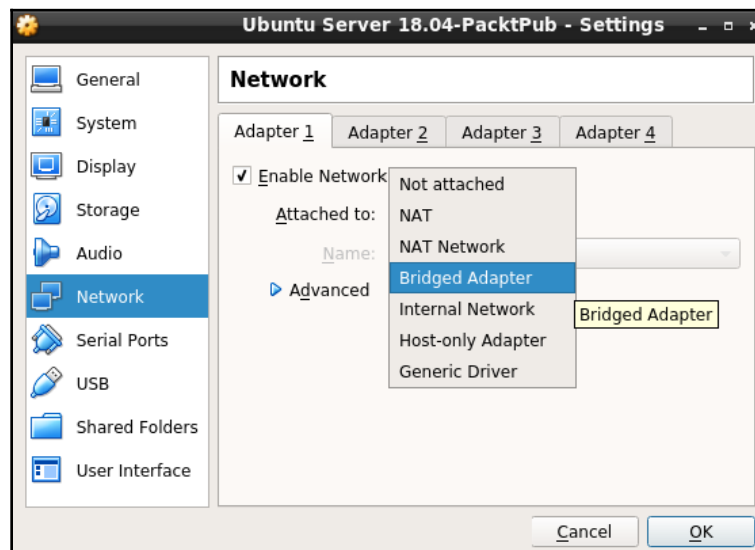 Ubuntu Server 18.04-PacktPub - Settings
General
System
Display
Storage
Audio
Network
Serial Ports
USB
Shared Folders
User Interface
Network
Adapter 1
Adapter 2
Adapter 3
Adapter 4
Enable Network
Attached to:
Name:
Advanced
Not attached
NAT
NAT Network
Bridged Adapter
Internal Network
Host-only Adapter
Generic Driver
Bridged Adapter
Cancel
OK